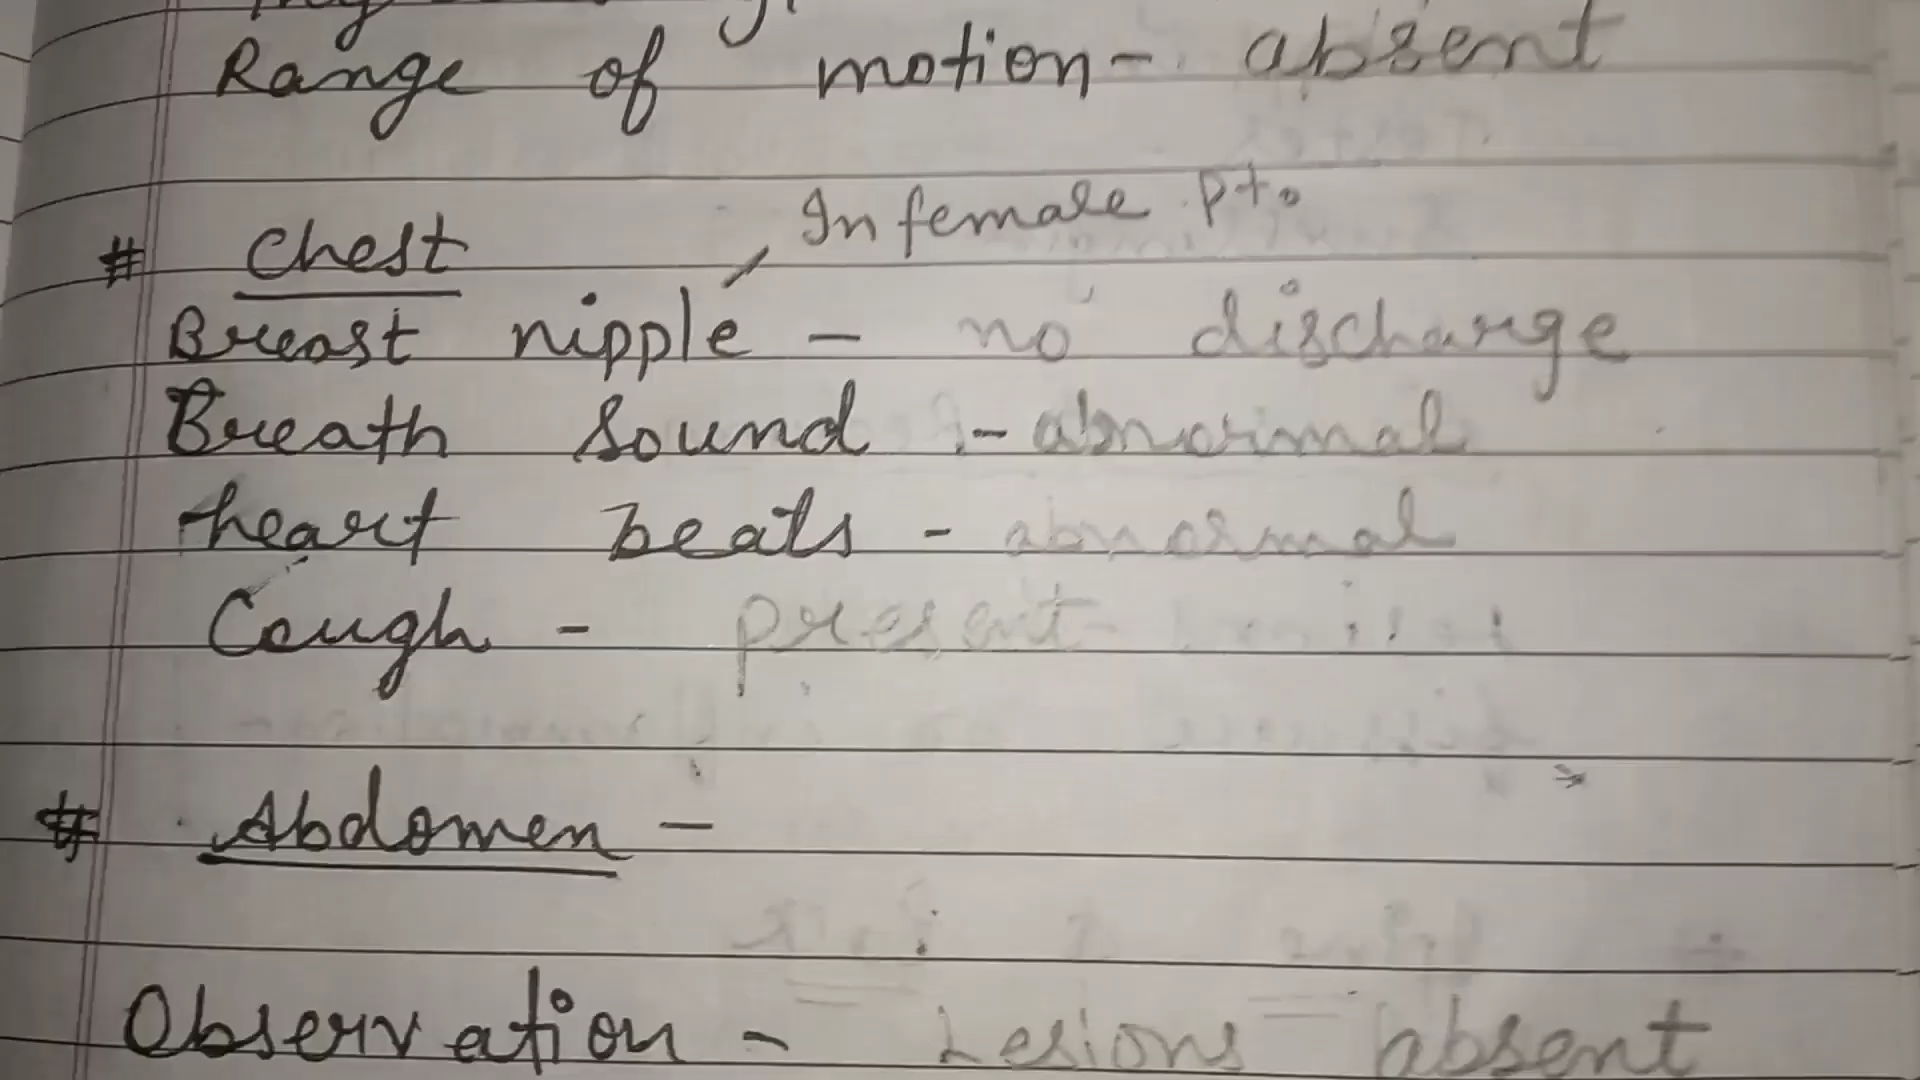 Range of motion - absent
In female pt.
# Chest
Breast nipple - no discharge
Breath sound - abnormal
heart beats - abnormal
Cough - present
# Abdomen -
Observation - Lesions absent